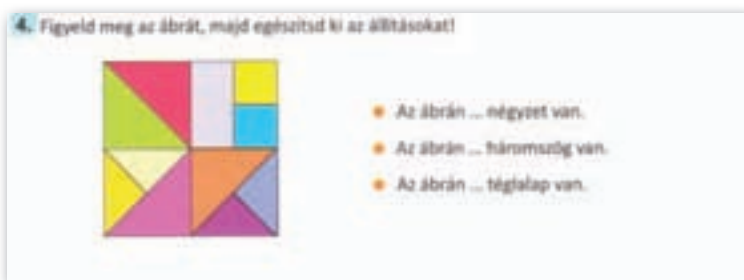 4. Figyeld meg az ábrát, majd egészítsd ki az állításokat!
● Az ábrán ... négyzet van.
● Az ábrán ... háromszög van.
● Az ábrán ... téglalap van.